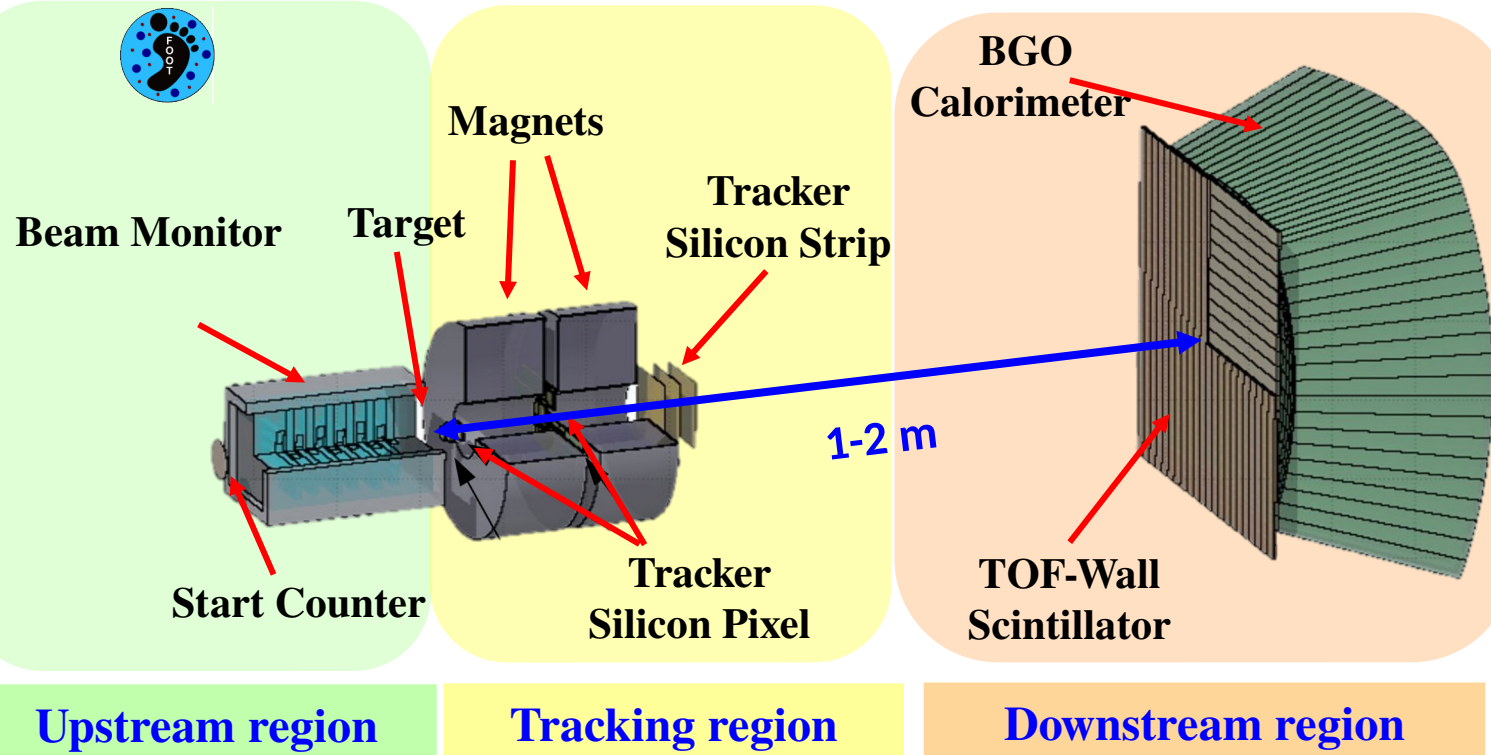 FOOT
BGO
Calorimeter
Magnets
Tracker
Silicon Strip
Beam Monitor
Target
1-2 m
Start Counter
Tracker
Silicon Pixel
TOF-Wall
Scintillator
Upstream region
Tracking region
Downstream region